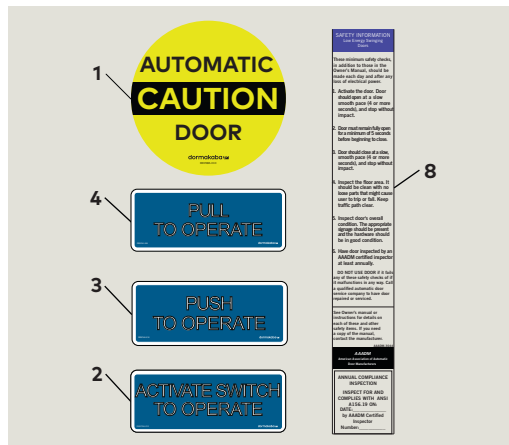 1
AUTOMATIC
CAUTION
DOOR
dormakaba
4
PULL
TO OPERATE
3
PUSH
TO OPERATE
2
ACTIVATE SWITCH
TO OPERATE
8
SAFETY INFORMATION
Low Energy Swinging
Doors
These minimum safety checks,
in addition to those in the
Owner's Manual, should be
made each day and after any
loss of electrical power.
1. Activate the door. Door
should open at a slow
smooth pace (4 or more
seconds), and stop without
impact.
2. Door must remain fully open
for a minimum of 5 seconds
before beginning to close.
3. Door should close at a slow,
smooth pace (4 or more
seconds), and stop without
impact.
4. Inspect the floor area. It
should be clean with no
loose parts that might cause
user to trip or fall. Keep
traffic path clear.
5. Inspect door's overall
condition. The appropriate
signage should be present
and the hardware should
be in good condition.
6. Have door inspected by an
AAADM certified inspector
at least annually.
DO NOT USE DOOR if it fails
any of these safety checks of if
it malfunctions in any way. Call
a qualified automatic door
service company to have door
repaired or serviced.
See Owner's manual or
instructions for details on
each of these and other
safety items. If you need
a copy of the manual,
contact the manufacture.
AAADM
American Association of Automatic
Door Manufacturers
ANNUAL COMPLIANCE
INSPECTION
INSPECT FOR AND
COMPLIES WITH ANSI
A156.19 ON:
DATE:
by AAADM Certified
Inspector
Number: